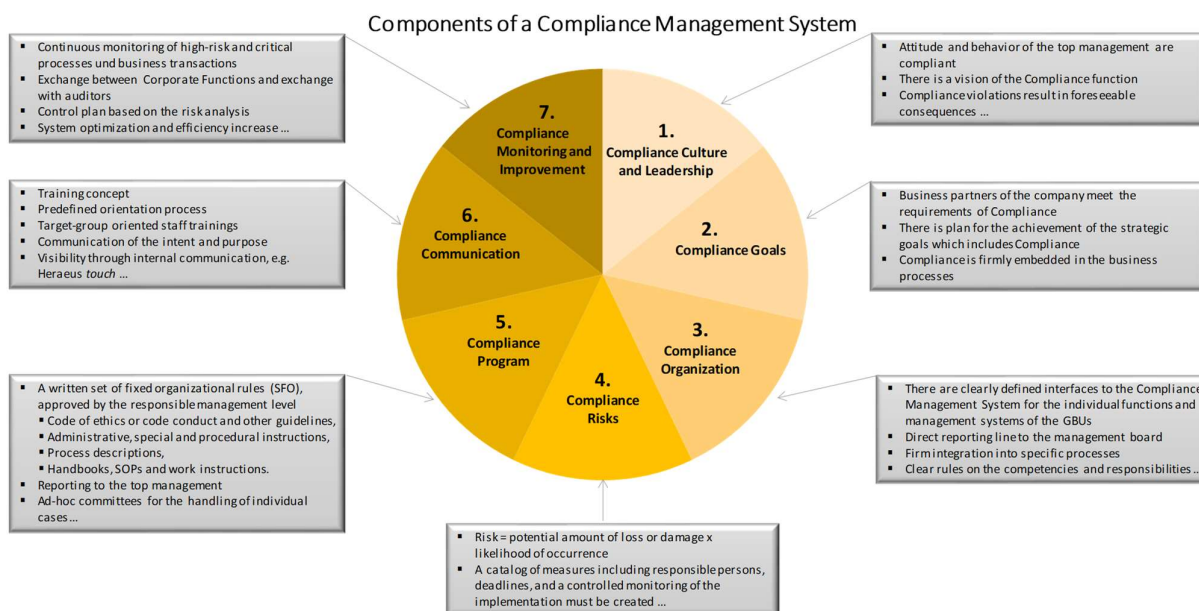 Components of a Compliance Management System
▪ Continuous monitoring of high-risk and critical
processes und business transactions
▪ Exchange between Corporate Functions and exchange
with auditors
▪ Control plan based on the risk analysis
▪ System optimization and efficiency increase ...
▪ Attitude and behavior of the top management are
compliant
▪ There is a vision of the Compliance function
▪ Compliance violations result in foreseeable
consequences ...
7.
Compliance
Monitoring and
Improvement
1.
Compliance Culture
and Leadership
▪ Training concept
▪ Predefined orientation process
▪ Target-group oriented staff trainings
▪ Communication of the intent and purpose
▪ Visibility through internal communication, e.g.
Heraeus touch ...
6.
Compliance
Communication
2.
Compliance Goals
▪ Business partners of the company meet the
requirements of Compliance
▪ There is plan for the achievement of the strategic
goals which includes Compliance
▪ Compliance is firmly embedded in the business
processes
5.
Compliance
Program
3.
Compliance
Organization
4.
Compliance
Risks
▪ A written set of fixed organizational rules (SFO),
approved by the responsible management level
▪ Code of ethics or code conduct and other guidelines,
▪ Administrative, special and procedural instructions,
▪ Process descriptions,
▪ Handbooks, SOPs and work instructions.
▪ Reporting to the top management
▪ Ad-hoc committees for the handling of individual
cases ...
▪ There are clearly defined interfaces to the Compliance
Management System for the individual functions and
management systems of the GBUs
▪ Direct reporting line to the management board
▪ Firm integration into specific processes
▪ Clear rules on the competencies and responsibilities ...
▪ Risk = potential amount of loss or damage x
likelihood of occurrence
▪ A catalog of measures including responsible persons,
deadlines, and a controlled monitoring of the
implementation must be created ...